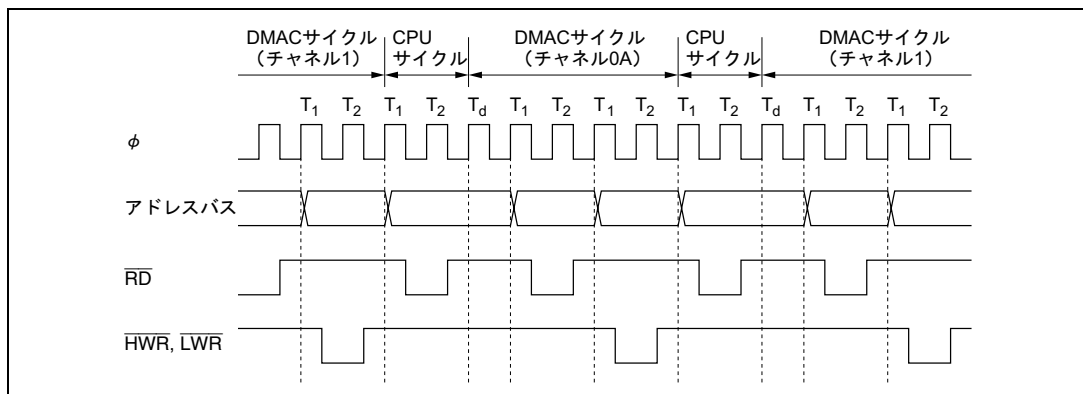 DMACサイクル CPU DMACサイクル CPU DMACサイクル
（チャネル1） サイクル （チャネル0A） サイクル （チャネル1）
T1 T2 T1 T2 Td T1 T2 T1 T2 T1 T2 Td T1 T2 T1 T2
φ
アドレスバス
RD
HWR, LWR